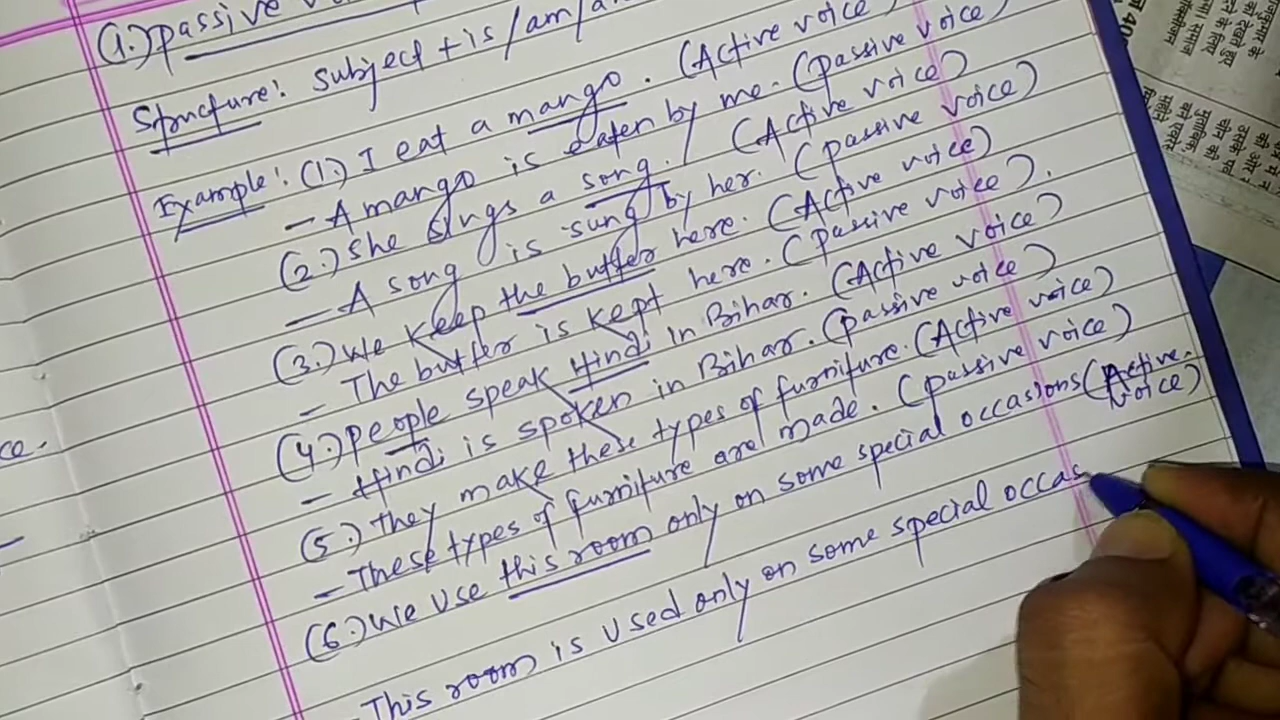 (1.) passive
Structure: Subject + is/am/
Example: (1.) I eat a mango. (Active voice
- A mango is eaten by me. (passive voice)
(2.) She sings a song. (Active voice)
- A song is sung by her. (passive voice)
(3.) We keep the butter here. (Active voice)
- The butter is kept here. (passive voice).
(4.) people speak Hindi in Bihar. (Active voice)
- Hindi is spoken in Bihar. (passive voice)
(5.) They make these types of furniture. (Active voice)
- These types of furniture are made. (passive voice)
(6.) We use this room only on some special occasions (Active voice)
This room is used only on some special occas
ce.